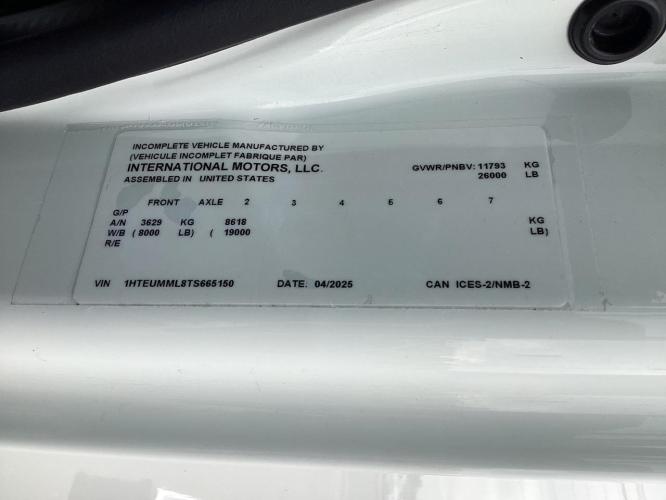 INCOMPLETE VEHICLE MANUFACTURED BY
(VEHICULE INCOMPLET FABRIQUE PAR)
INTERNATIONAL MOTORS, LLC.
ASSEMBLED IN UNITED STATES
GVWR/PNBV: 11793 KG
26000 LB
FRONT AXLE 2 3 4 5 6 7
G/P
A/N 3629 KG 8618 KG
W/B (8000 LB) ( 19000 LB)
R/E
VIN 1HTEUMML8TS665150 DATE. 04/2025 CAN ICES-2/NMB-2